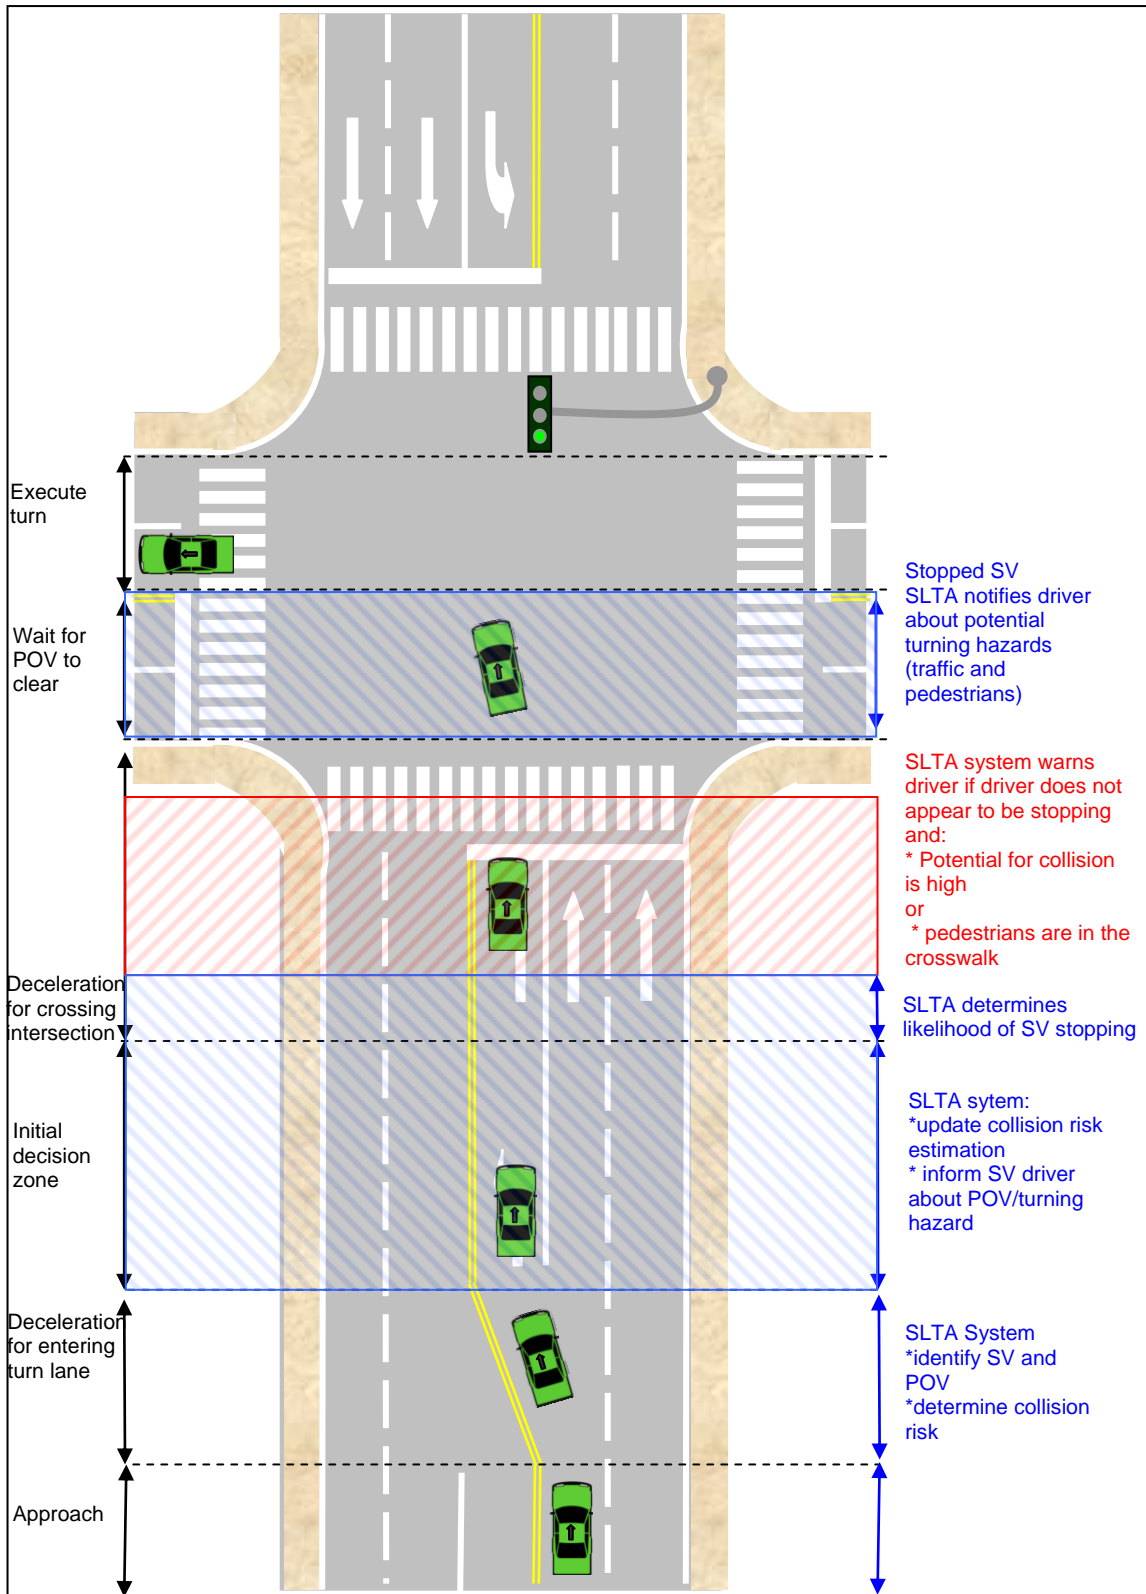 Execute
turn
Wait for
POV to
clear
Deceleration
for crossing
intersection
Initial
decision
zone
Deceleration
for entering
turn lane
Approach
Stopped SV
SLTA notifies driver
about potential
turning hazards
(traffic and
pedestrians)
SLTA system warns
driver if driver does not
appear to be stopping
and:
* Potential for collision
is high
or
* pedestrians are in the
crosswalk
SLTA determines
likelihood of SV stopping
SLTA sytem:
*update collision risk
estimation
* inform SV driver
about POV/turning
hazard
SLTA System
*identify SV and
POV
*determine collision
risk